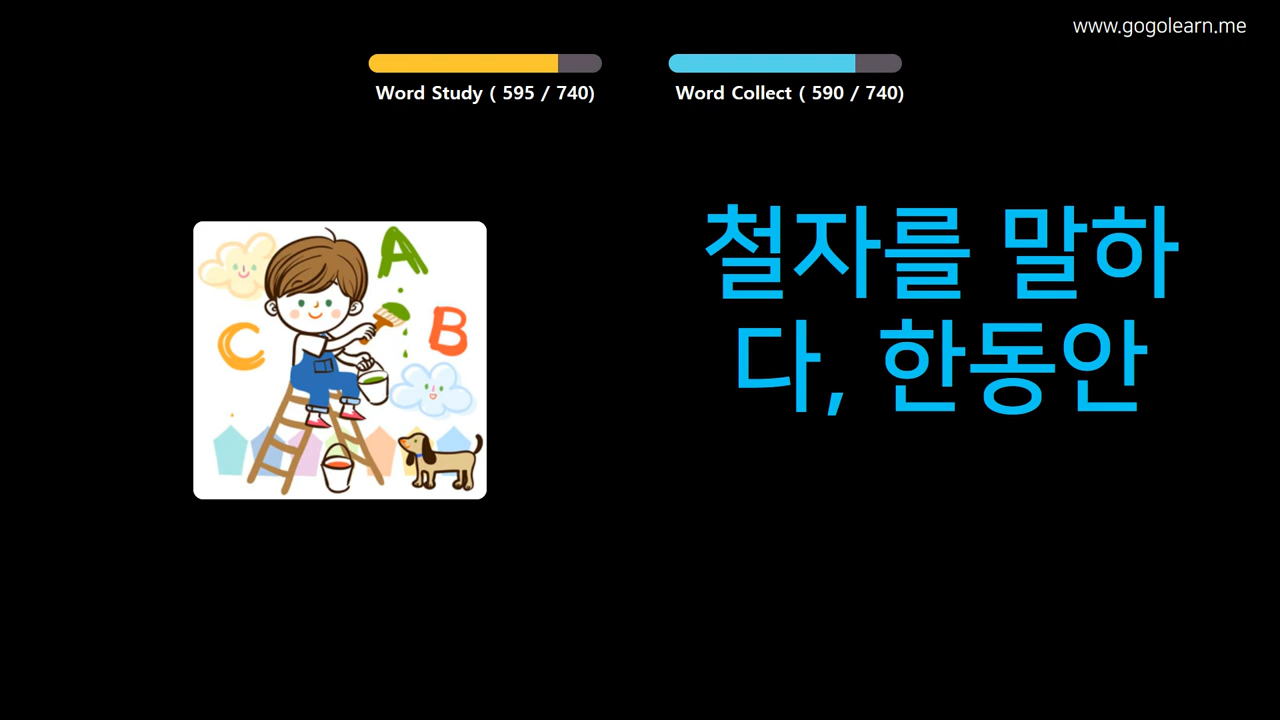 www.gogolearn.me
Word Study ( 595 / 740)
Word Collect ( 590 / 740)
철자를 말하
다, 한동안
A
B
C